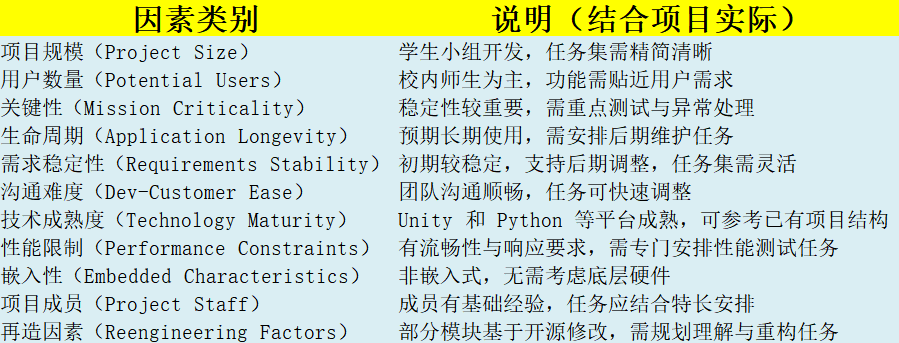 因素类别 说明（结合项目实际）
项目规模（Project Size） 学生小组开发，任务集需精简清晰
用户数量（Potential Users） 校内师生为主，功能需贴近用户需求
关键性（Mission Criticality） 稳定性较重要，需重点测试与异常处理
生命周期（Application Longevity） 预期长期使用，需安排后期维护任务
需求稳定性（Requirements Stability） 初期较稳定，支持后期调整，任务集需灵活
沟通难度（Dev-Customer Ease） 团队沟通顺畅，任务可快速调整
技术成熟度（Technology Maturity） Unity 和 Python 等平台成熟，可参考已有项目结构
性能限制（Performance Constraints） 有流畅性与响应要求，需专门安排性能测试任务
嵌入性（Embedded Characteristics） 非嵌入式，无需考虑底层硬件
项目成员（Project Staff） 成员有基础经验，任务应结合特长安排
再造因素（Reengineering Factors） 部分模块基于开源修改，需规划理解与重构任务